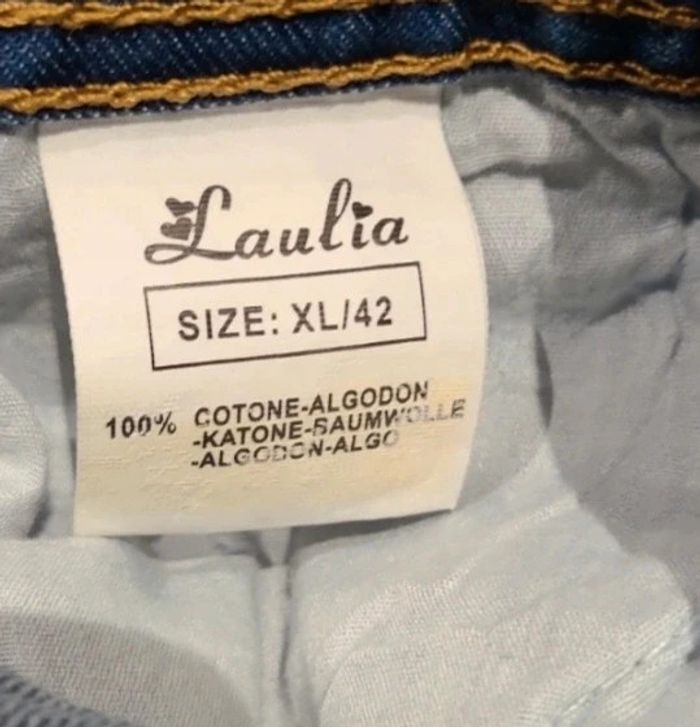 Laulia
SIZE: XL/42
100% COTONE-ALGODON
-KATONE-BAUMWOLLE
-ALGODON-ALGO